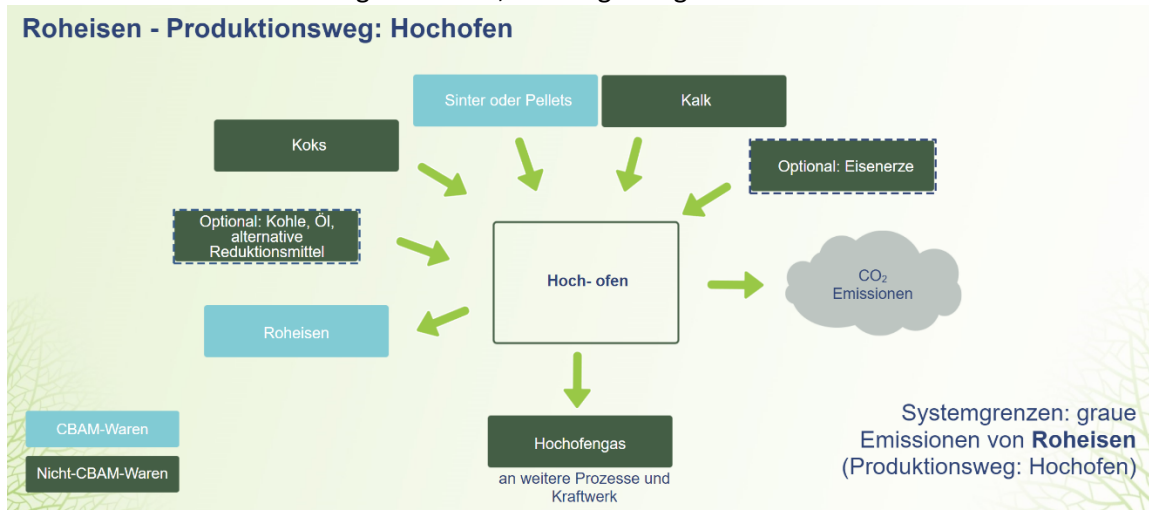 Roheisen - Produktionsweg: Hochofen
Sinter oder Pellets
Kalk
Koks
Optional: Eisenerze
Optional: Kohle, Öl,
alternative
Reduktionsmittel
Hoch- ofen
CO₂
Emissionen
Roheisen
CBAM-Waren
Nicht-CBAM-Waren
Hochofengas
an weitere Prozesse und
Kraftwerk
Systemgrenzen: graue
Emissionen von Roheisen
(Produktionsweg: Hochofen)